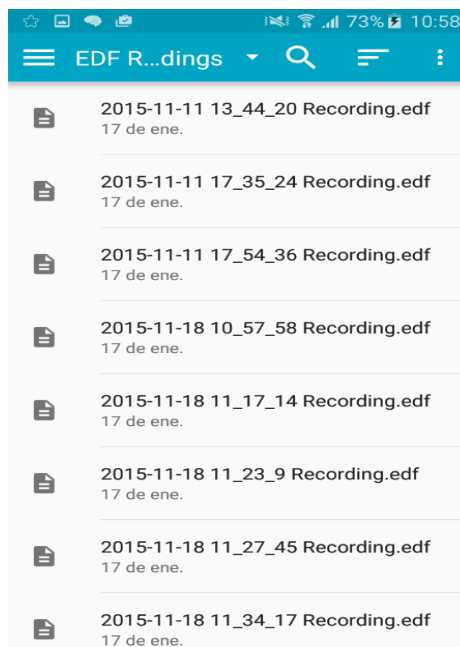 73% 10:58
EDF R...dings
2015-11-11 13_44_20 Recording.edf
17 de ene.
2015-11-11 17_35_24 Recording.edf
17 de ene.
2015-11-11 17_54_36 Recording.edf
17 de ene.
2015-11-18 10_57_58 Recording.edf
17 de ene.
2015-11-18 11_17_14 Recording.edf
17 de ene.
2015-11-18 11_23_9 Recording.edf
17 de ene.
2015-11-18 11_27_45 Recording.edf
17 de ene.
2015-11-18 11_34_17 Recording.edf
17 de ene.